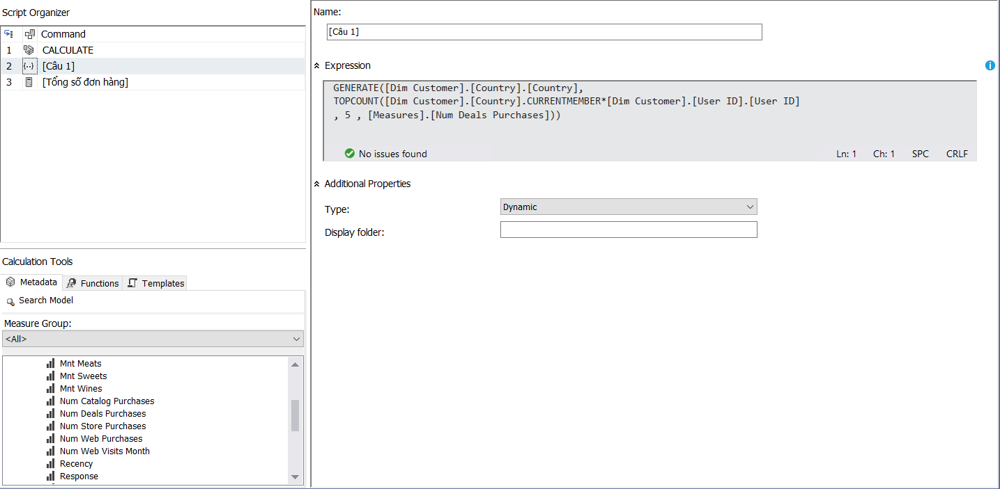 Script Organizer
Command
1 CALCULATE
2 [Câu 1]
3 [Tổng số đơn hàng]
Calculation Tools
Metadata Functions Templates
Search Model
Measure Group:
<All>
Mnt Meats
Mnt Sweets
Mnt Wines
Num Catalog Purchases
Num Deals Purchases
Num Store Purchases
Num Web Purchases
Num Web Visits Month
Recency
Response
Name:
[Câu 1]
Expression
GENERATE([Dim Customer].[Country].[Country],
TOPCOUNT([Dim Customer].[Country].CURRENTMEMBER*[Dim Customer].[User ID].[User ID]
, 5 , [Measures].[Num Deals Purchases]))
No issues found Ln: 1 Ch: 1 SPC CRLF
Additional Properties
Type: Dynamic
Display folder: